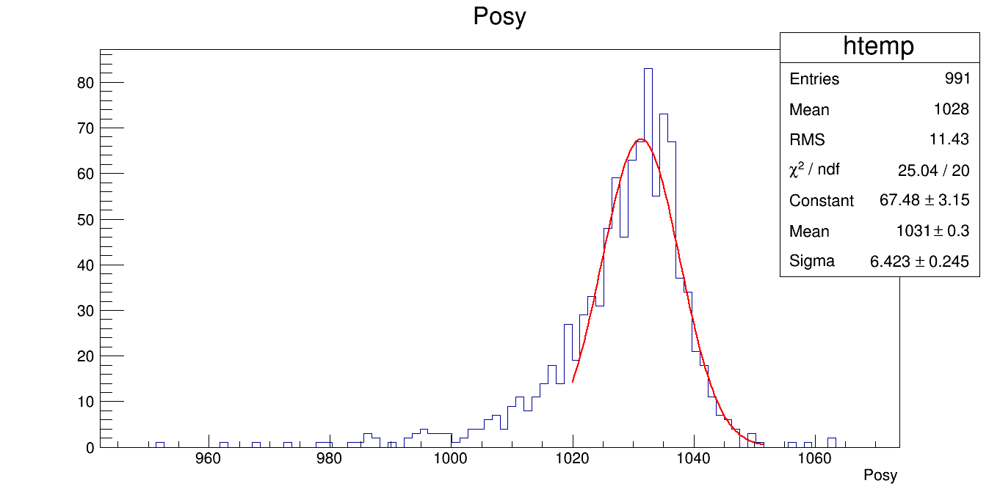 Posy
htemp
Entries 991
Mean 1028
RMS 11.43
χ² / ndf 25.04 / 20
Constant 67.48 ± 3.15
Mean 1031 ± 0.3
Sigma 6.423 ± 0.245
80
70
60
50
40
30
20
10
0
960 980 1000 1020 1040 1060
Posy